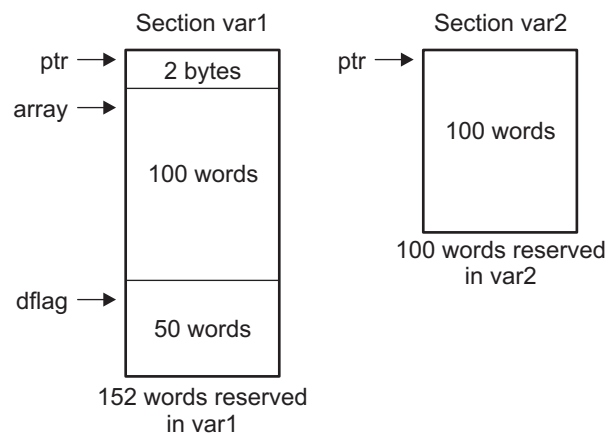 Section var1
ptr
2 bytes
array
100 words
dflag
50 words
152 words reserved
in var1
Section var2
ptr
100 words
100 words reserved
in var2